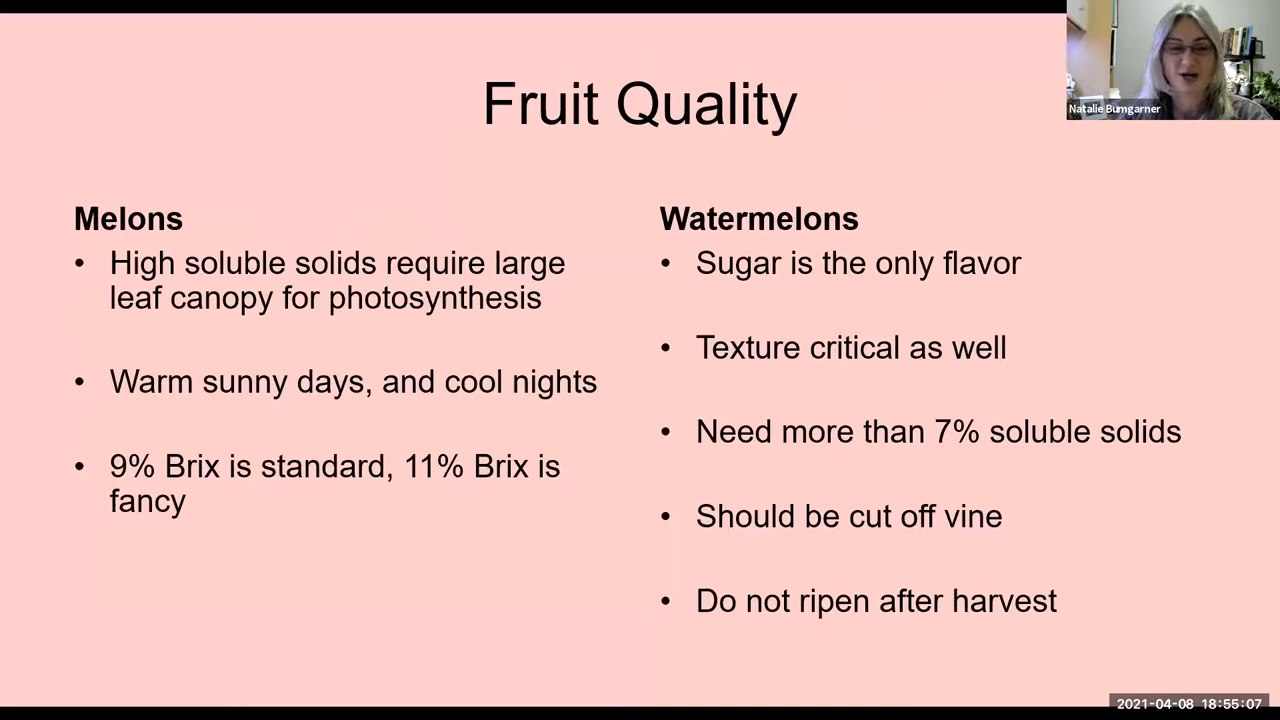 Fruit Quality
Natalie Bumgarner
Melons
• High soluble solids require large
leaf canopy for photosynthesis
• Warm sunny days, and cool nights
• 9% Brix is standard, 11% Brix is
fancy
Watermelons
• Sugar is the only flavor
• Texture critical as well
• Need more than 7% soluble solids
• Should be cut off vine
• Do not ripen after harvest
2021-04-08 18:55:07